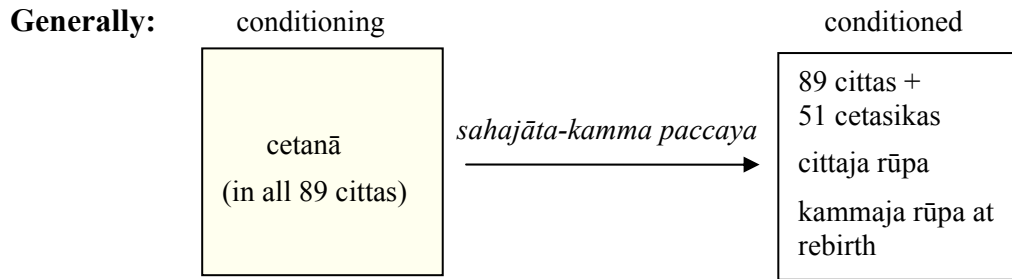 Generally: conditioning conditioned
cetanā
(in all 89 cittas)
sahajāta-kamma paccaya
89 cittas +
51 cetasikas
cittaja rūpa
kammaja rūpa at
rebirth